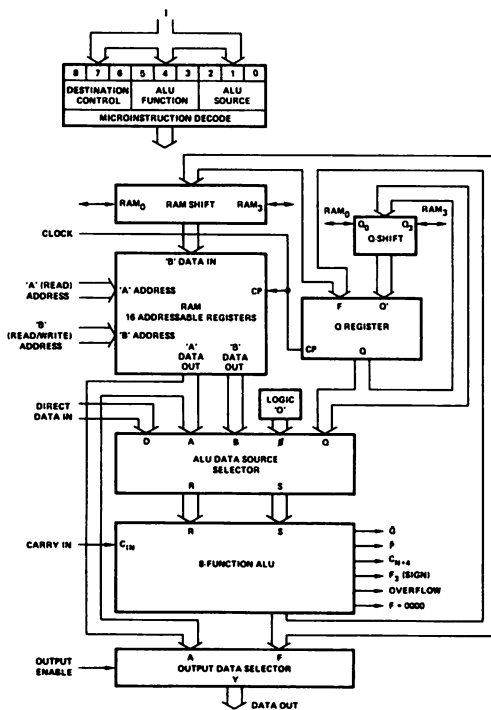 I
8 7 6 5 4 3 2 1 0
DESTINATION CONTROL
ALU FUNCTION
ALU SOURCE
MICROINSTRUCTION DECODE
RAM0
RAM SHIFT
RAM3
RAM0
Q0
Q3
RAM3
Q-SHIFT
CLOCK
'B' DATA IN
'A' (READ) ADDRESS
'A' ADDRESS
CP
RAM
16 ADDRESSABLE REGISTERS
'B' (READ/WRITE) ADDRESS
'B' ADDRESS
'A' DATA OUT
'B' DATA OUT
F
Q'
Q REGISTER
CP
Q
LOGIC '0'
DIRECT DATA IN
D A B Ø Q
ALU DATA SOURCE SELECTOR
R S
R S
CARRY IN
CIN
8-FUNCTION ALU
Ḡ
P̄
CN+4
F3 (SIGN)
OVERFLOW
F = 0000
OUTPUT ENABLE
A F
OUTPUT DATA SELECTOR
Y
DATA OUT